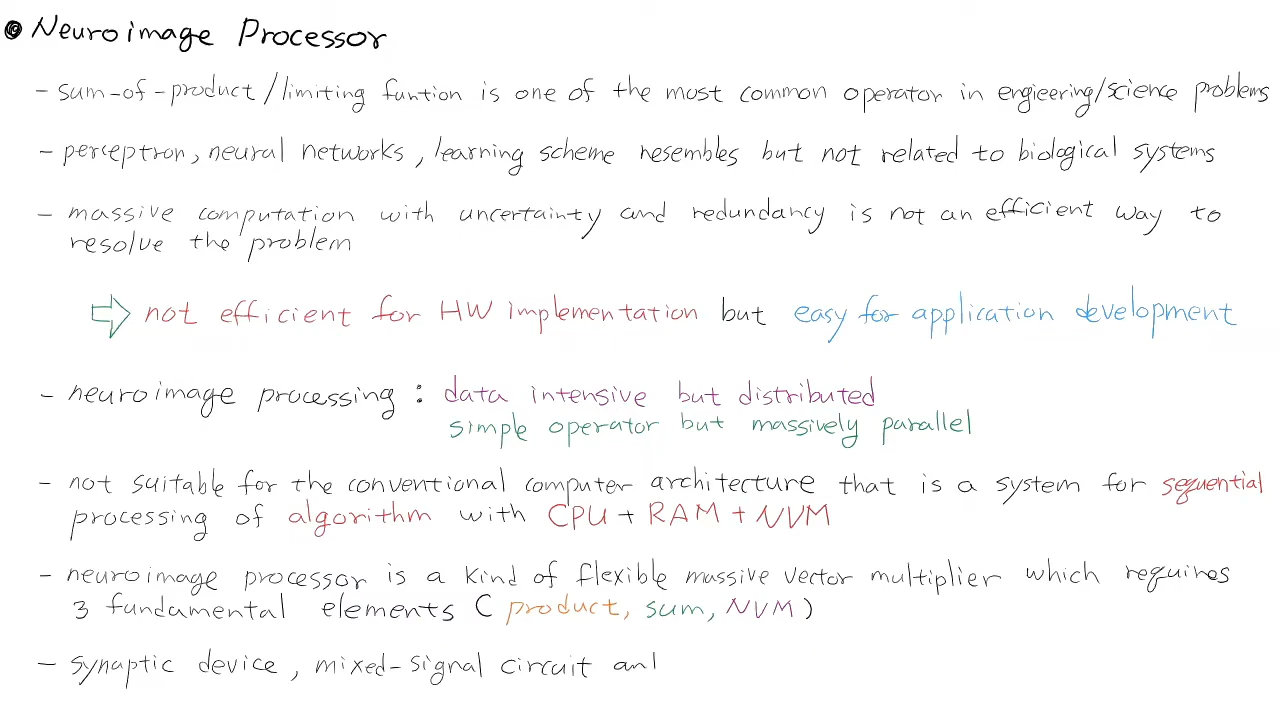 Neuroimage Processor
- sum-of-product/limiting funtion is one of the most common operator in engieering/science problems
- perceptron, neural networks, learning scheme resembles but not related to biological systems
- massive computation with uncertainty and redundancy is not an efficient way to
resolve the problem
⇨ not efficient for HW implementation but easy for application development
- neuroimage processing : data intensive but distributed
simple operator but massively parallel
- not suitable for the conventional computer architecture that is a system for sequential
processing of algorithm with CPU + RAM + NVM
- neuroimage processor is a kind of flexible massive vector multiplier which requires
3 fundamental elements ( product, sum, NVM )
- synaptic device, mixed-signal circuit